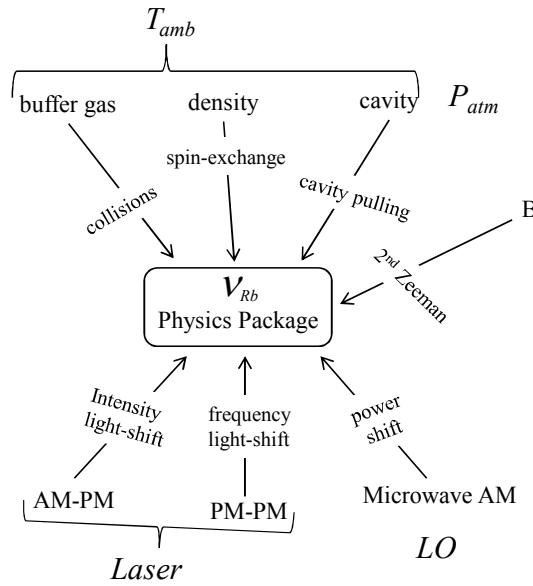 T_amb
buffer gas density cavity P_atm
spin-exchange
collisions
cavity pulling
B
2nd Zeeman
ν_Rb
Physics Package
Intensity
light-shift
frequency
light-shift
power
shift
AM-PM PM-PM Microwave AM
Laser LO